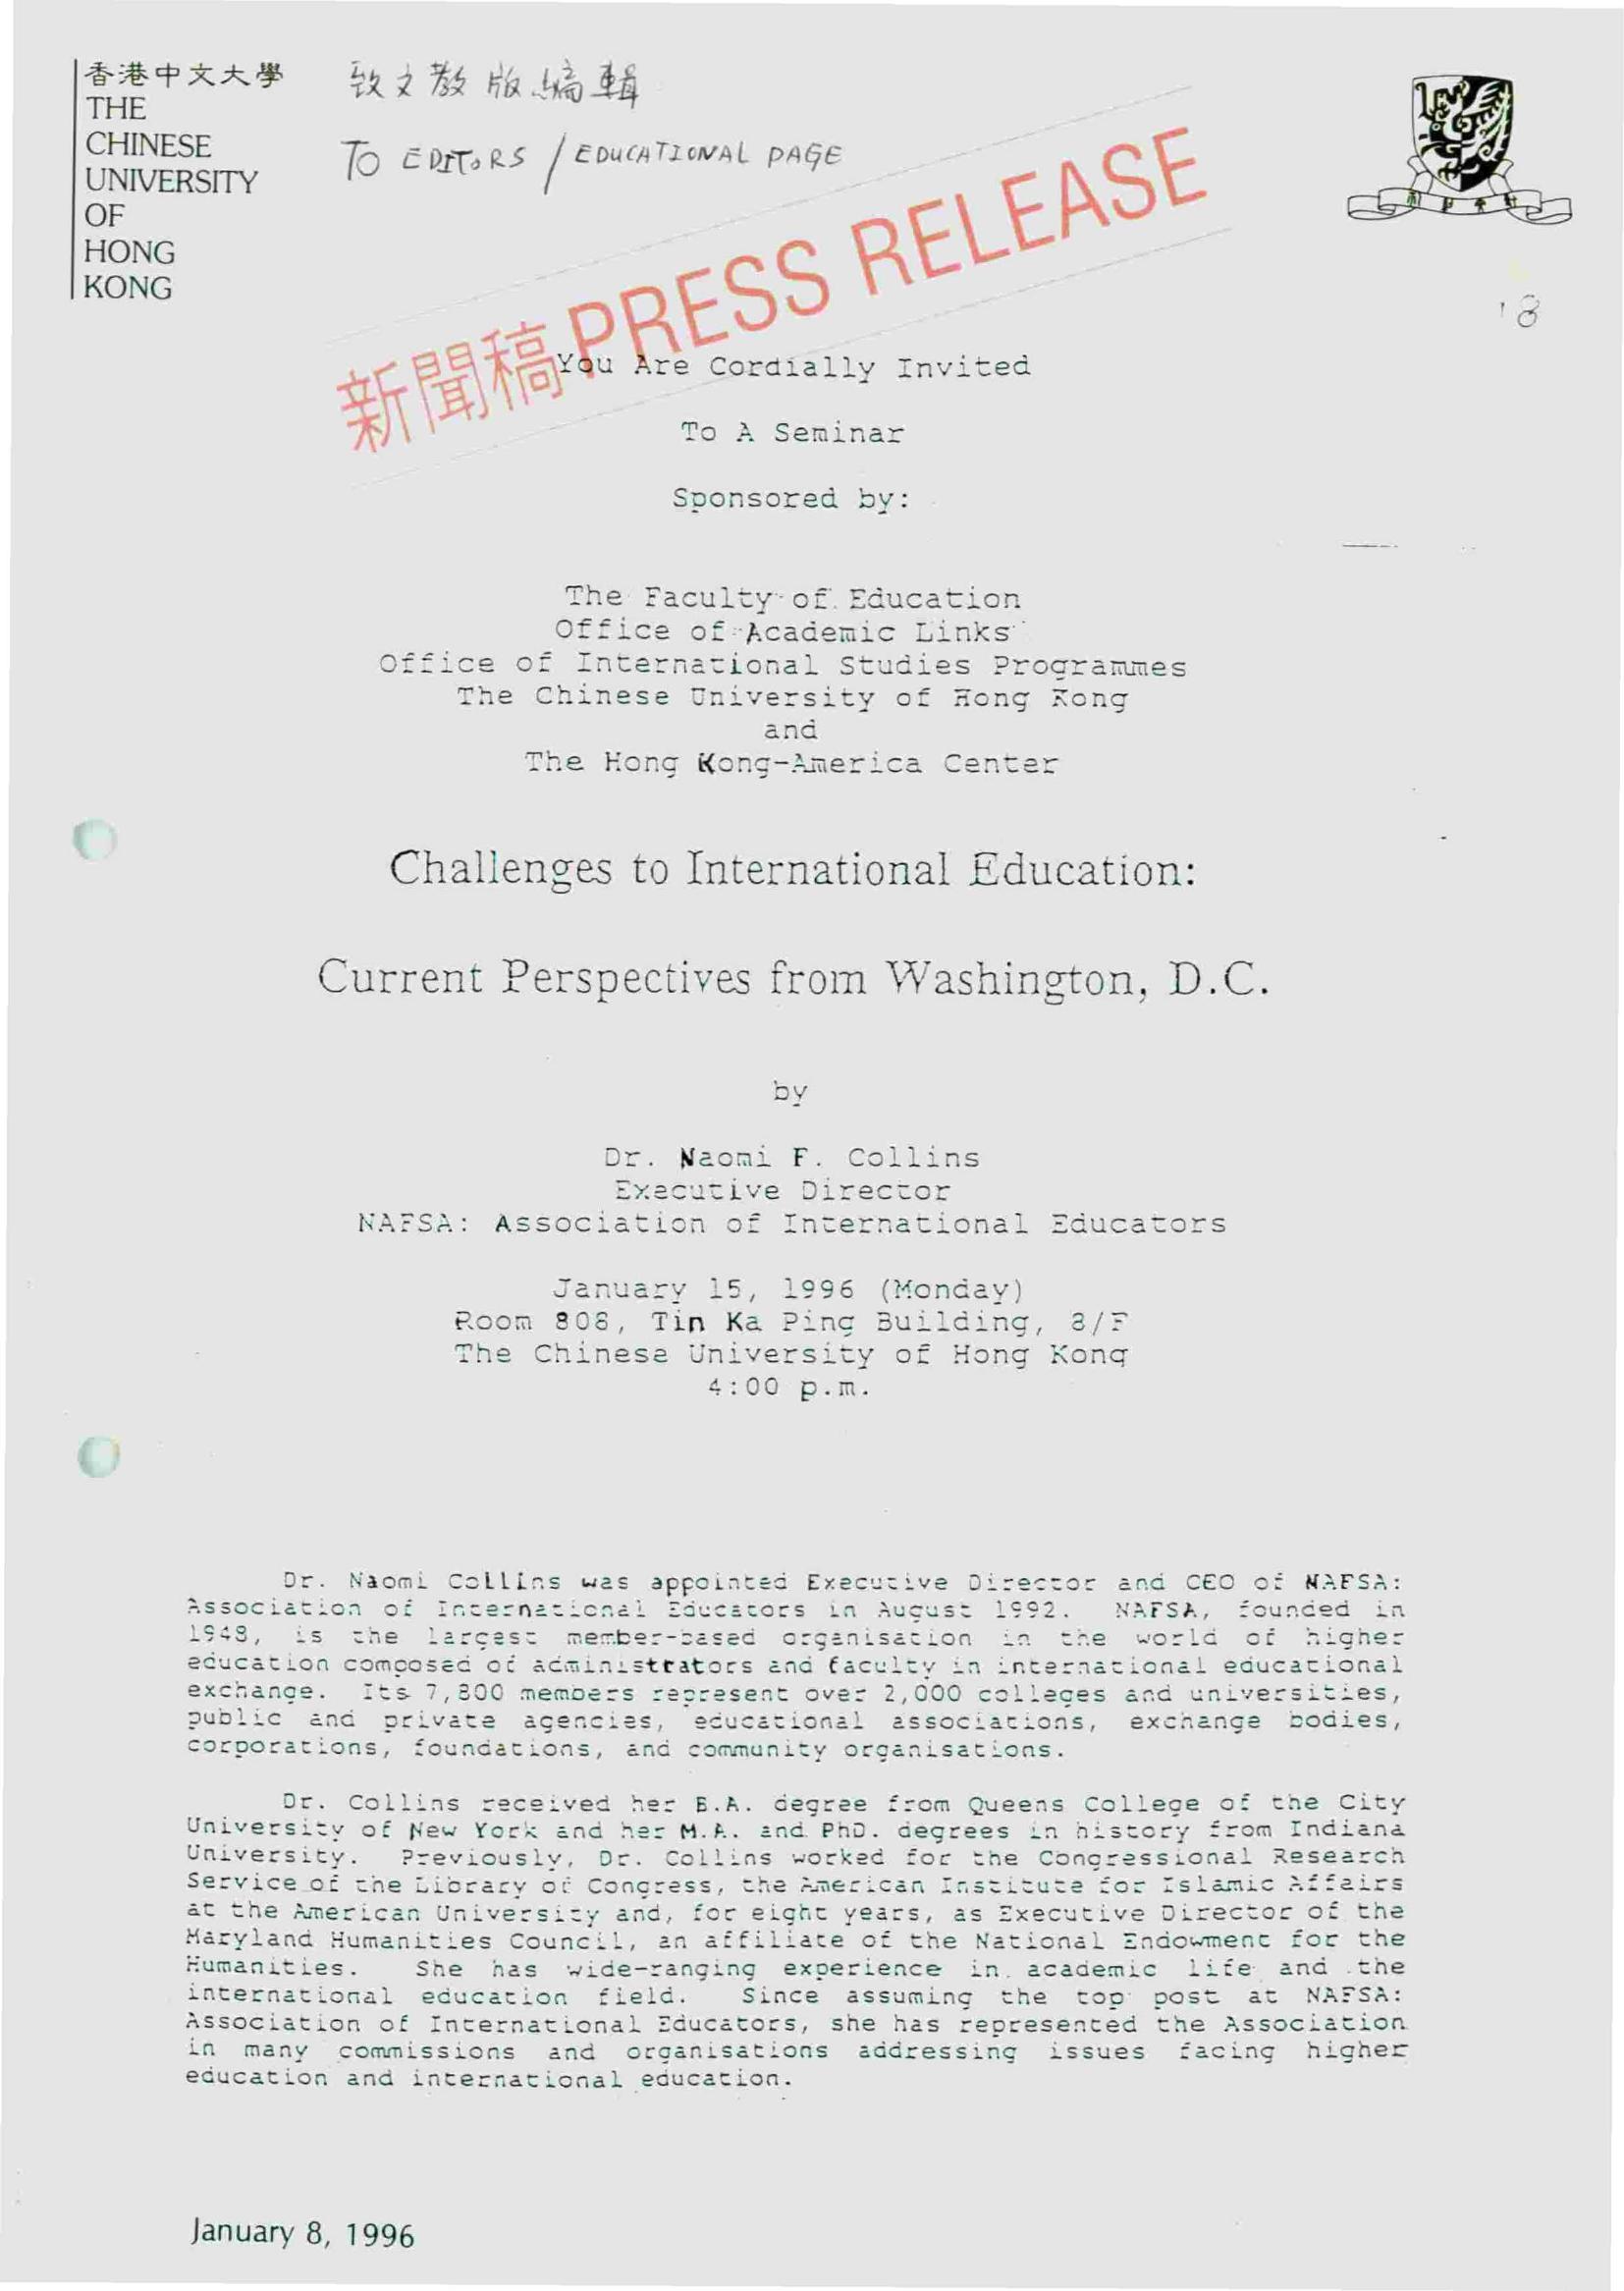 香港中文大學
THE
CHINESE
UNIVERSITY
OF
HONG
KONG
致文教版編輯
TO EDITORS / EDUCATIONAL PAGE
新聞稿 PRESS RELEASE
You Are Cordially Invited
To A Seminar
Sponsored by:
The Faculty of Education
Office of Academic Links
Office of International Studies Programmes
The Chinese University of Hong Kong
and
The Hong Kong-America Center
Challenges to International Education:
Current Perspectives from Washington, D.C.
by
Dr. Naomi F. Collins
Executive Director
NAFSA: Association of International Educators
January 15, 1996 (Monday)
Room 808, Tin Ka Ping Building, 8/F
The Chinese University of Hong Kong
4:00 p.m.
Dr. Naomi Collins was appointed Executive Director and CEO of NAFSA:
Association of International Educators in August 1992. NAFSA, founded in
1948, is the largest member-based organisation in the world of higher
education composed of administrators and faculty in international educational
exchange. Its 7,800 members represent over 2,000 colleges and universities,
public and private agencies, educational associations, exchange bodies,
corporations, foundations, and community organisations.
Dr. Collins received her B.A. degree from Queens College of the City
University of New York and her M.A. and PhD. degrees in history from Indiana
University. Previously, Dr. Collins worked for the Congressional Research
Service of the Library of Congress, the American Institute for Islamic Affairs
at the American University and, for eight years, as Executive Director of the
Maryland Humanities Council, an affiliate of the National Endowment for the
Humanities. She has wide-ranging experience in academic life and the
international education field. Since assuming the top post at NAFSA:
Association of International Educators, she has represented the Association
in many commissions and organisations addressing issues facing higher
education and international education.
January 8, 1996